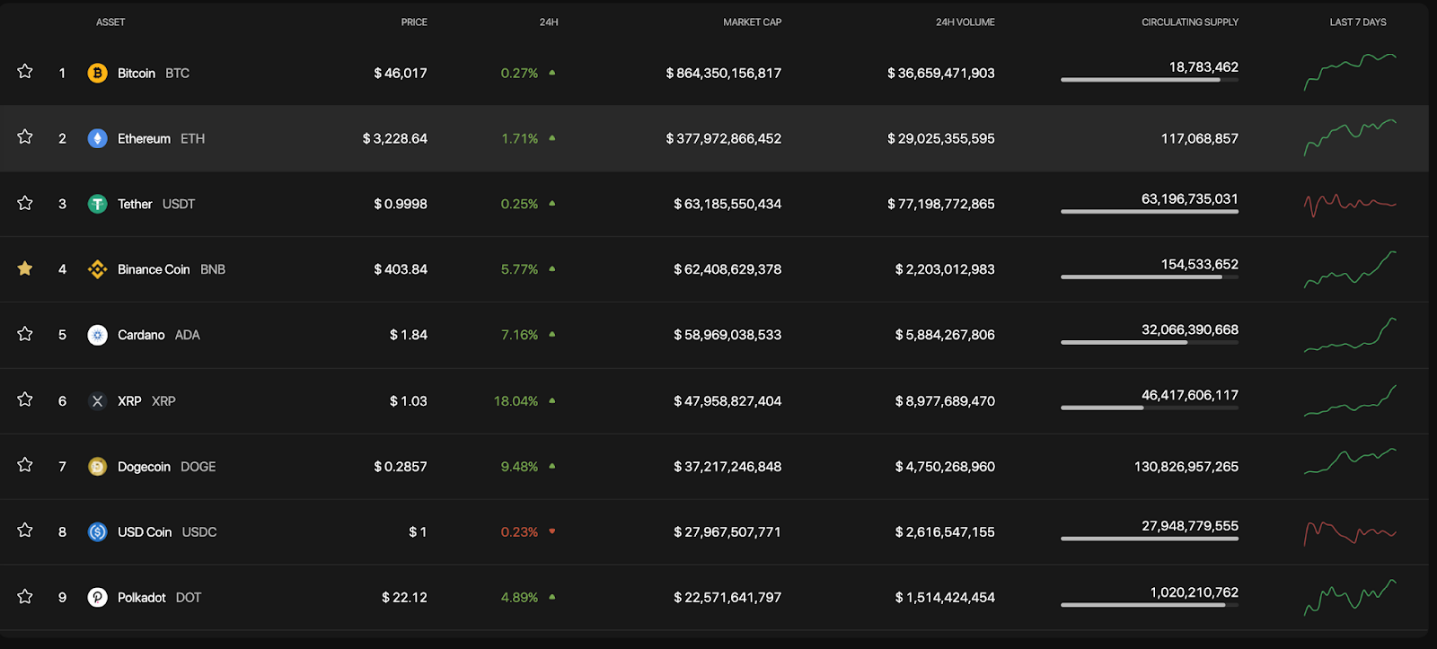 ASSET PRICE 24H MARKET CAP 24H VOLUME CIRCULATING SUPPLY LAST 7 DAYS
1 Bitcoin BTC $ 46,017 0.27% $ 864,350,156,817 $ 36,659,471,903 18,783,462
2 Ethereum ETH $ 3,228.64 1.71% $ 377,972,866,452 $ 29,025,355,595 117,068,857
3 Tether USDT $ 0.9998 0.25% $ 63,185,550,434 $ 77,198,772,865 63,196,735,031
4 Binance Coin BNB $ 403.84 5.77% $ 62,408,629,378 $ 2,203,012,983 154,533,652
5 Cardano ADA $ 1.84 7.16% $ 58,969,038,533 $ 5,884,267,806 32,066,390,668
6 XRP XRP $ 1.03 18.04% $ 47,958,827,404 $ 8,977,689,470 46,417,606,117
7 Dogecoin DOGE $ 0.2857 9.48% $ 37,217,246,848 $ 4,750,268,960 130,826,957,265
8 USD Coin USDC $ 1 0.23% $ 27,967,507,771 $ 2,616,547,155 27,948,779,555
9 Polkadot DOT $ 22.12 4.89% $ 22,571,641,797 $ 1,514,424,454 1,020,210,762